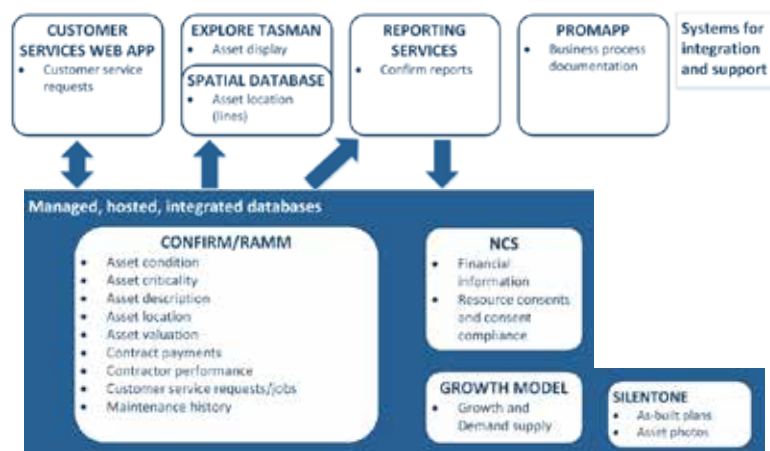 CUSTOMER
SERVICES WEB APP
• Customer service
requests
EXPLORE TASMAN
• Asset display
SPATIAL DATABASE
• Asset location
(lines)
REPORTING
SERVICES
• Confirm reports
PROMAPP
• Business process
documentation
Systems for
integration
and support
Managed, hosted, integrated databases
CONFIRM/RAMM
• Asset condition
• Asset criticality
• Asset description
• Asset location
• Asset valuation
• Contract payments
• Contractor performance
• Customer service requests/jobs
• Maintenance history
NCS
• Financial
information
• Resource consents
and consent
compliance
GROWTH MODEL
• Growth and
Demand supply
SILENTONE
• As-built plans
• Asset photos